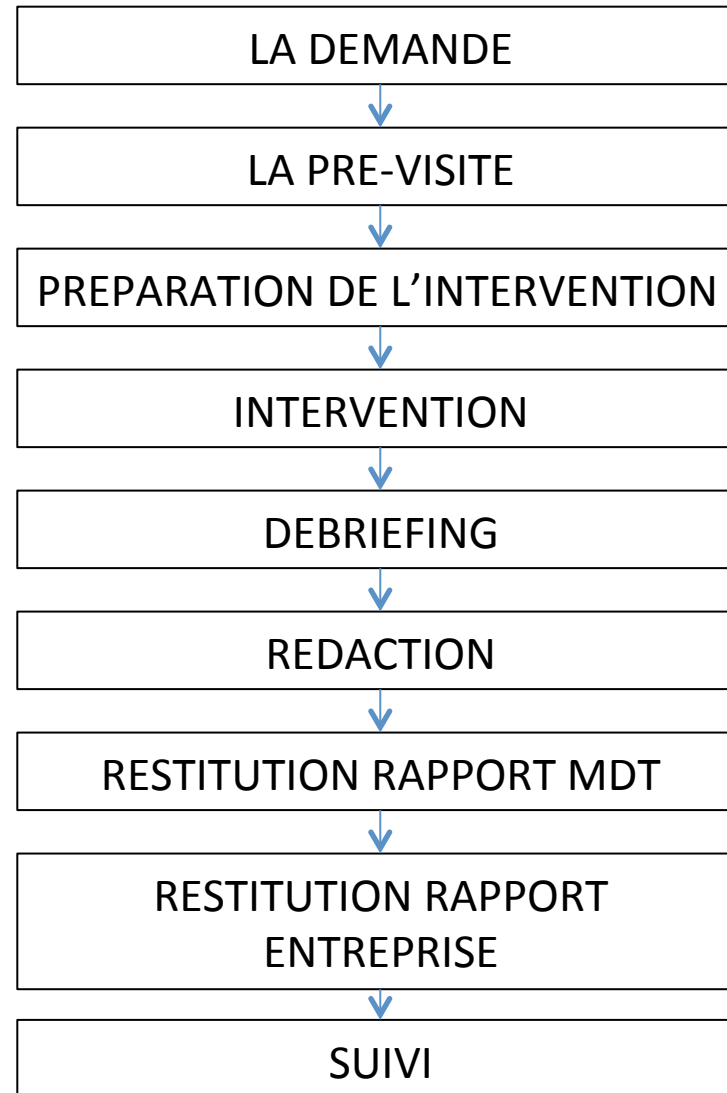 LA DEMANDE
LA PRE-VISITE
PREPARATION DE L’INTERVENTION
INTERVENTION
DEBRIEFING
REDACTION
RESTITUTION RAPPORT MDT
RESTITUTION RAPPORT
ENTREPRISE
SUIVI